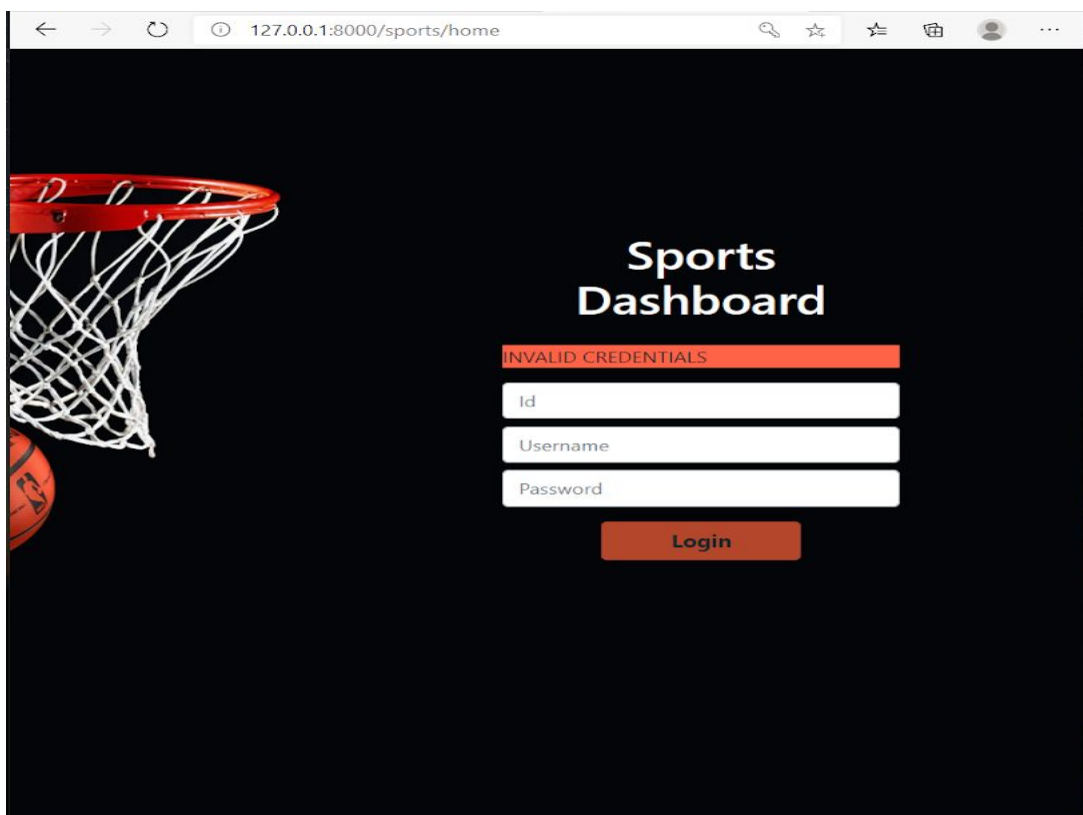 127.0.0.1:8000/sports/home
Sports
Dashboard
INVALID CREDENTIALS
Id
Username
Password
Login